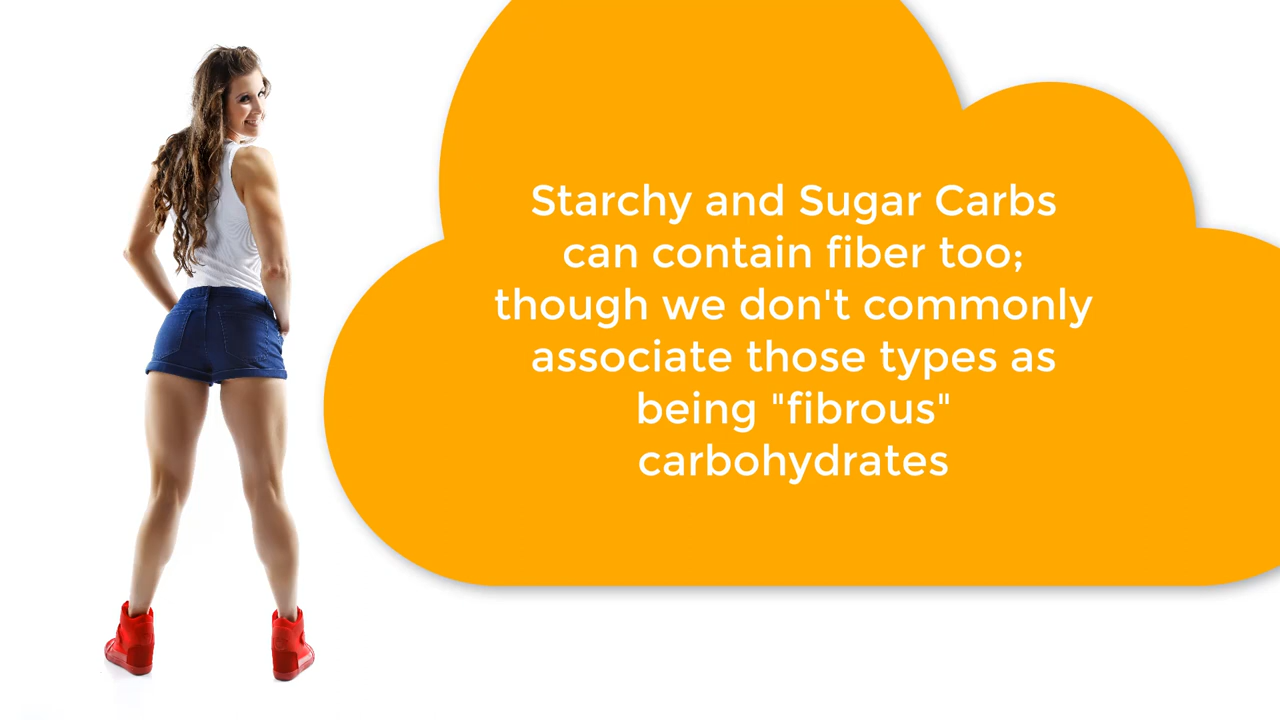 Starchy and Sugar Carbs
can contain fiber too;
though we don't commonly
associate those types as
being "fibrous"
carbohydrates